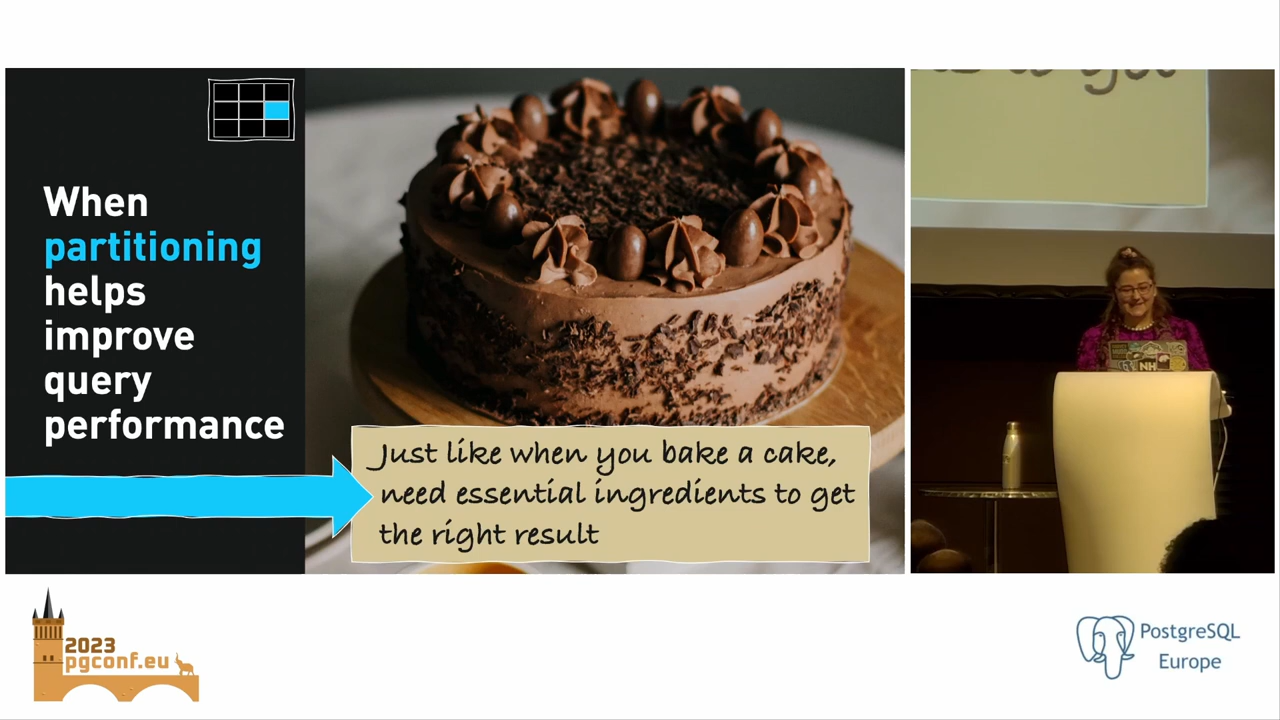 When
partitioning
helps
improve
query
performance
Just like when you bake a cake,
need essential ingredients to get
the right result
NH
2023
pgconf.eu
PostgreSQL
Europe